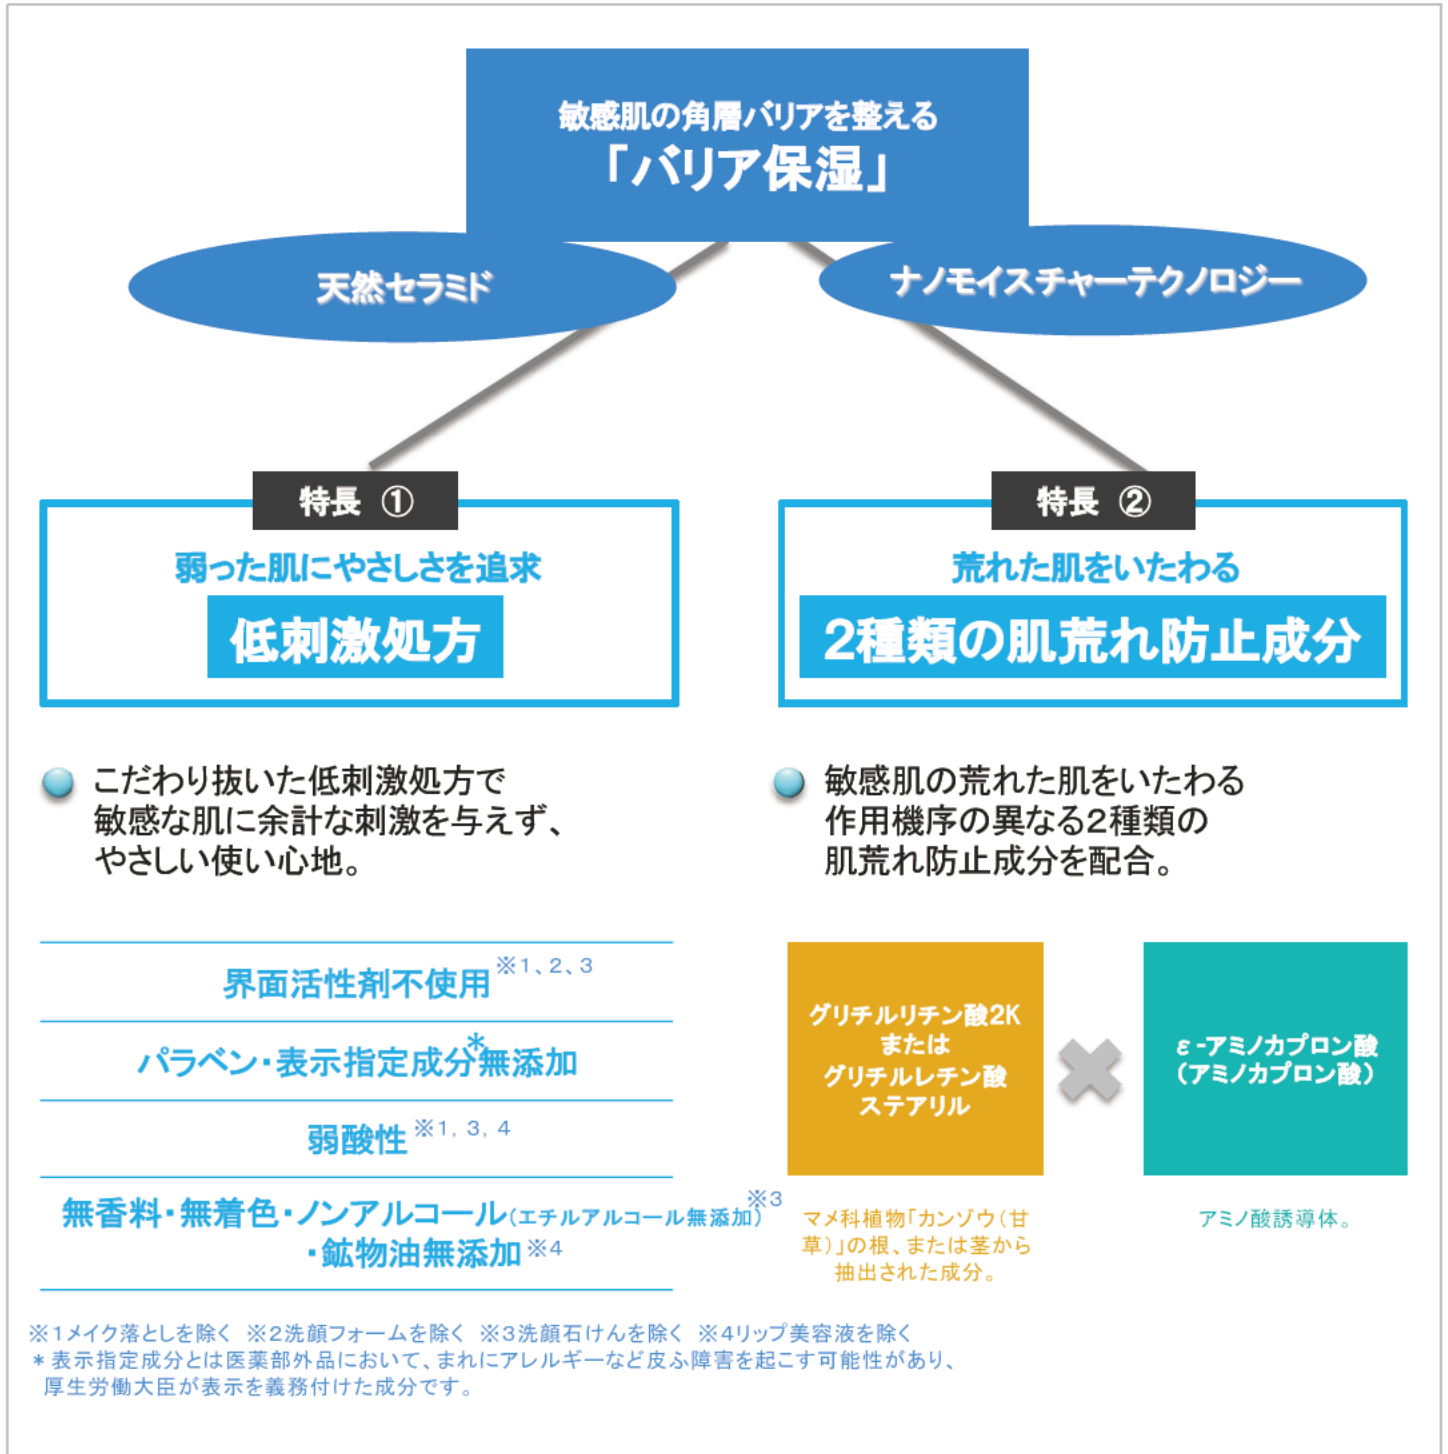 敏感肌の角層バリアを整える
「バリア保湿」
天然セラミド
ナノモイスチャーテクノロジー
特長 ①
弱った肌にやさしさを追求
低刺激処方
こだわり抜いた低刺激処方で
敏感な肌に余計な刺激を与えず、
やさしい使い心地。
界面活性剤不使用※1、2、3
パラベン・表示指定成分*無添加
弱酸性※1, 3, 4
無香料・無着色・ノンアルコール(エチルアルコール無添加)※3
・鉱物油無添加※4
特長 ②
荒れた肌をいたわる
2種類の肌荒れ防止成分
敏感肌の荒れた肌をいたわる
作用機序の異なる2種類の
肌荒れ防止成分を配合。
グリチルリチン酸2K
または
グリチルレチン酸
ステアリル
マメ科植物「カンゾウ(甘
草)」の根、または茎から
抽出された成分。
ε-アミノカプロン酸
(アミノカプロン酸)
アミノ酸誘導体。
※1メイク落としを除く ※2洗顔フォームを除く ※3洗顔石けんを除く ※4リップ美容液を除く
*表示指定成分とは医薬部外品において、まれにアレルギーなど皮ふ障害を起こす可能性があり、
厚生労働大臣が表示を義務付けた成分です。